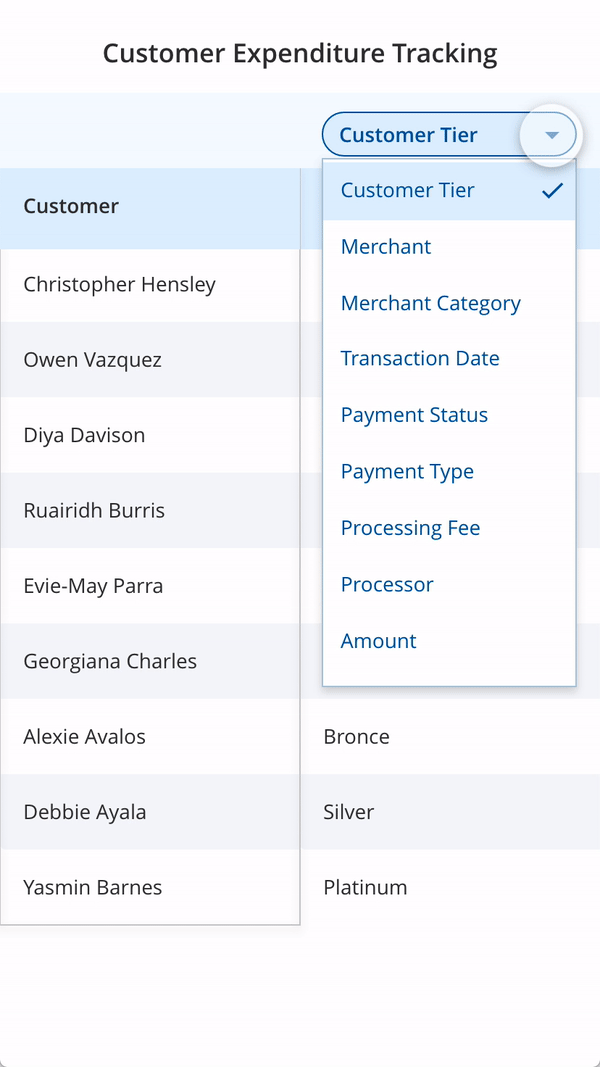 Customer Expenditure Tracking
Customer Tier
Customer
Customer Tier
Merchant
Merchant Category
Transaction Date
Payment Status
Payment Type
Processing Fee
Processor
Amount
Christopher Hensley
Owen Vazquez
Diya Davison
Ruairidh Burris
Evie-May Parra
Georgiana Charles
Alexie Avalos Bronce
Debbie Ayala Silver
Yasmin Barnes Platinum